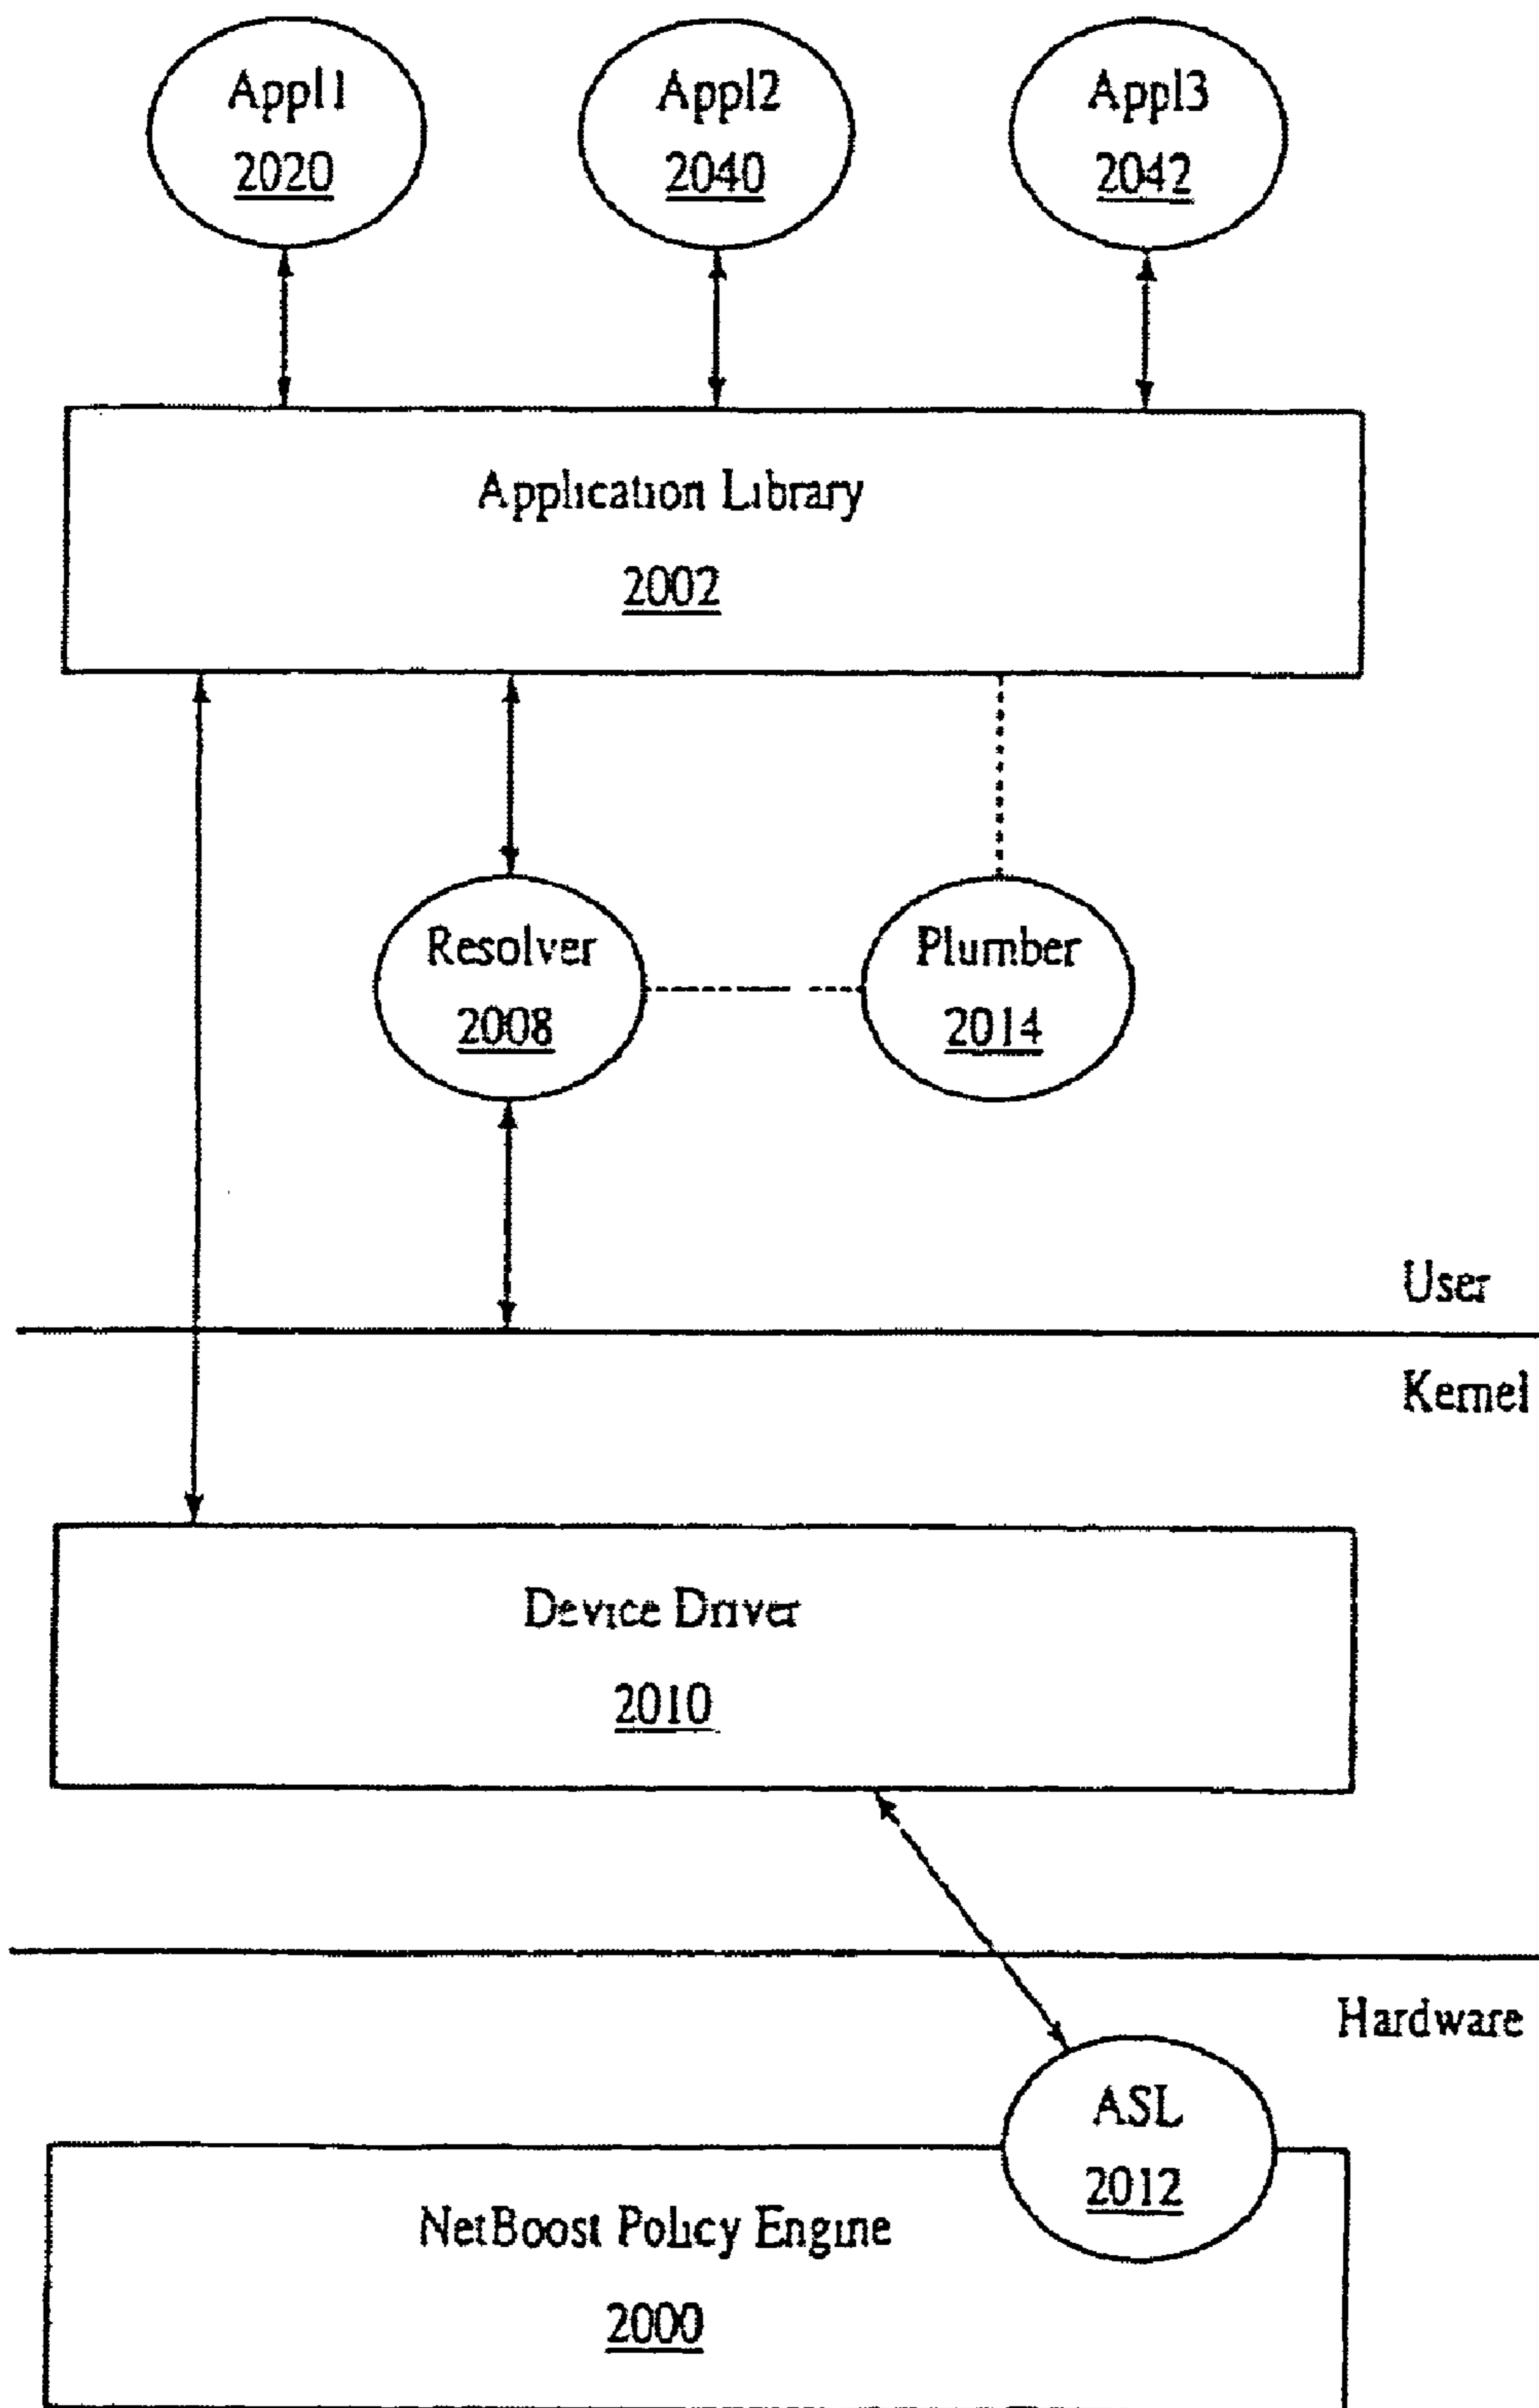 Appl1
2020
Appl2
2040
Appl3
2042
Application Library
2002
Resolver
2008
Plumber
2014
User
Kernel
Device Driver
2010
Hardware
ASL
2012
NetBoost Policy Engine
2000